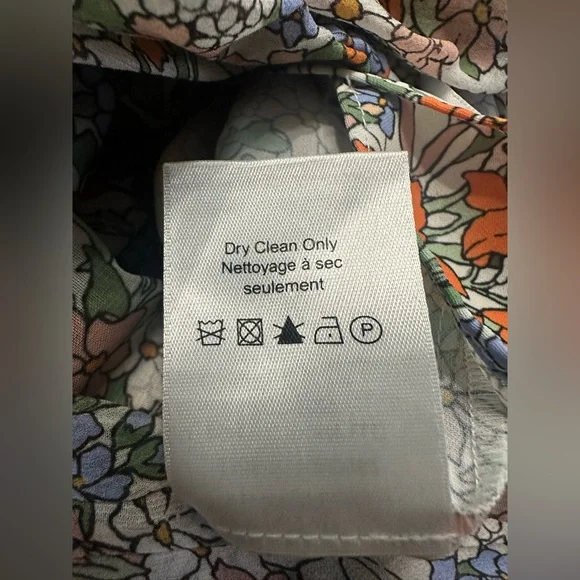 Dry Clean Only
Nettoyage à sec
seulement
P